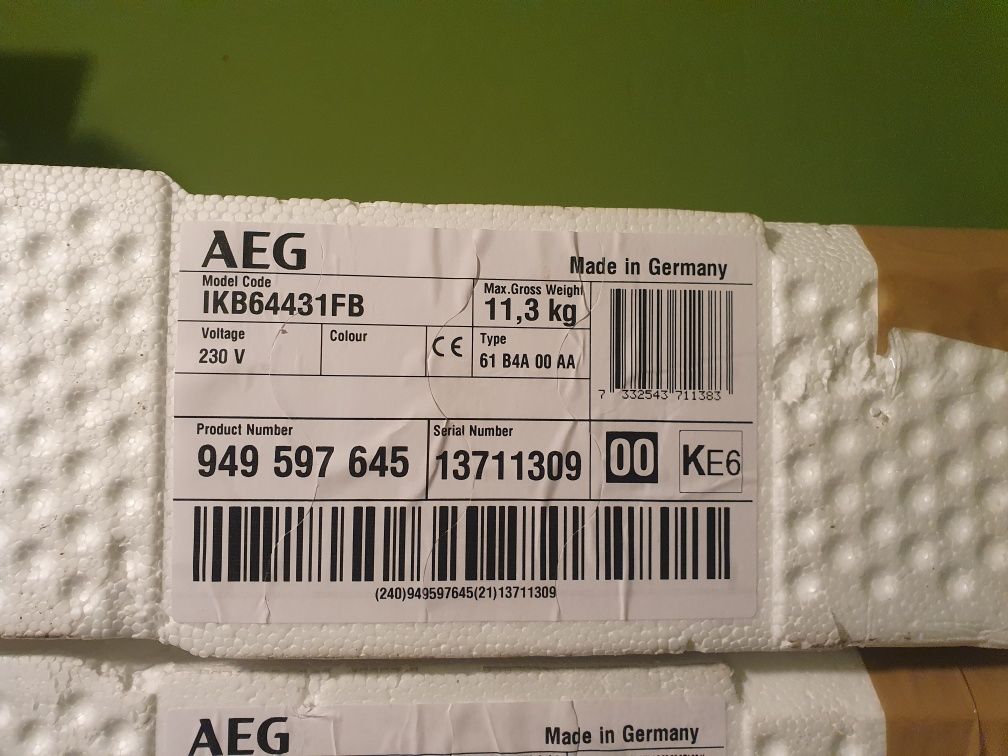 AEG
Made in Germany
Model Code
IKB64431FB
Max.Gross Weight
11,3 kg
Voltage
230 V
Colour
CE
Type
61 B4A 00 AA
7 332543 711383
Product Number
949 597 645
Serial Number
13711309
00
KE6
(240)949597645(21)13711309
AEG
Made in Germany